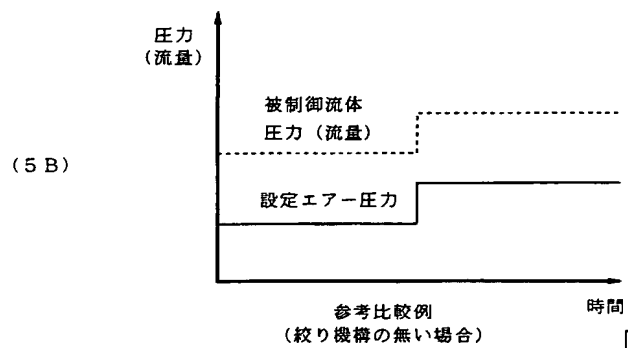 圧力
(流量)
被制御流体
圧力 (流量)
(5B)
設定エアー圧力
時間
参考比較例
(絞り機構の無い場合)